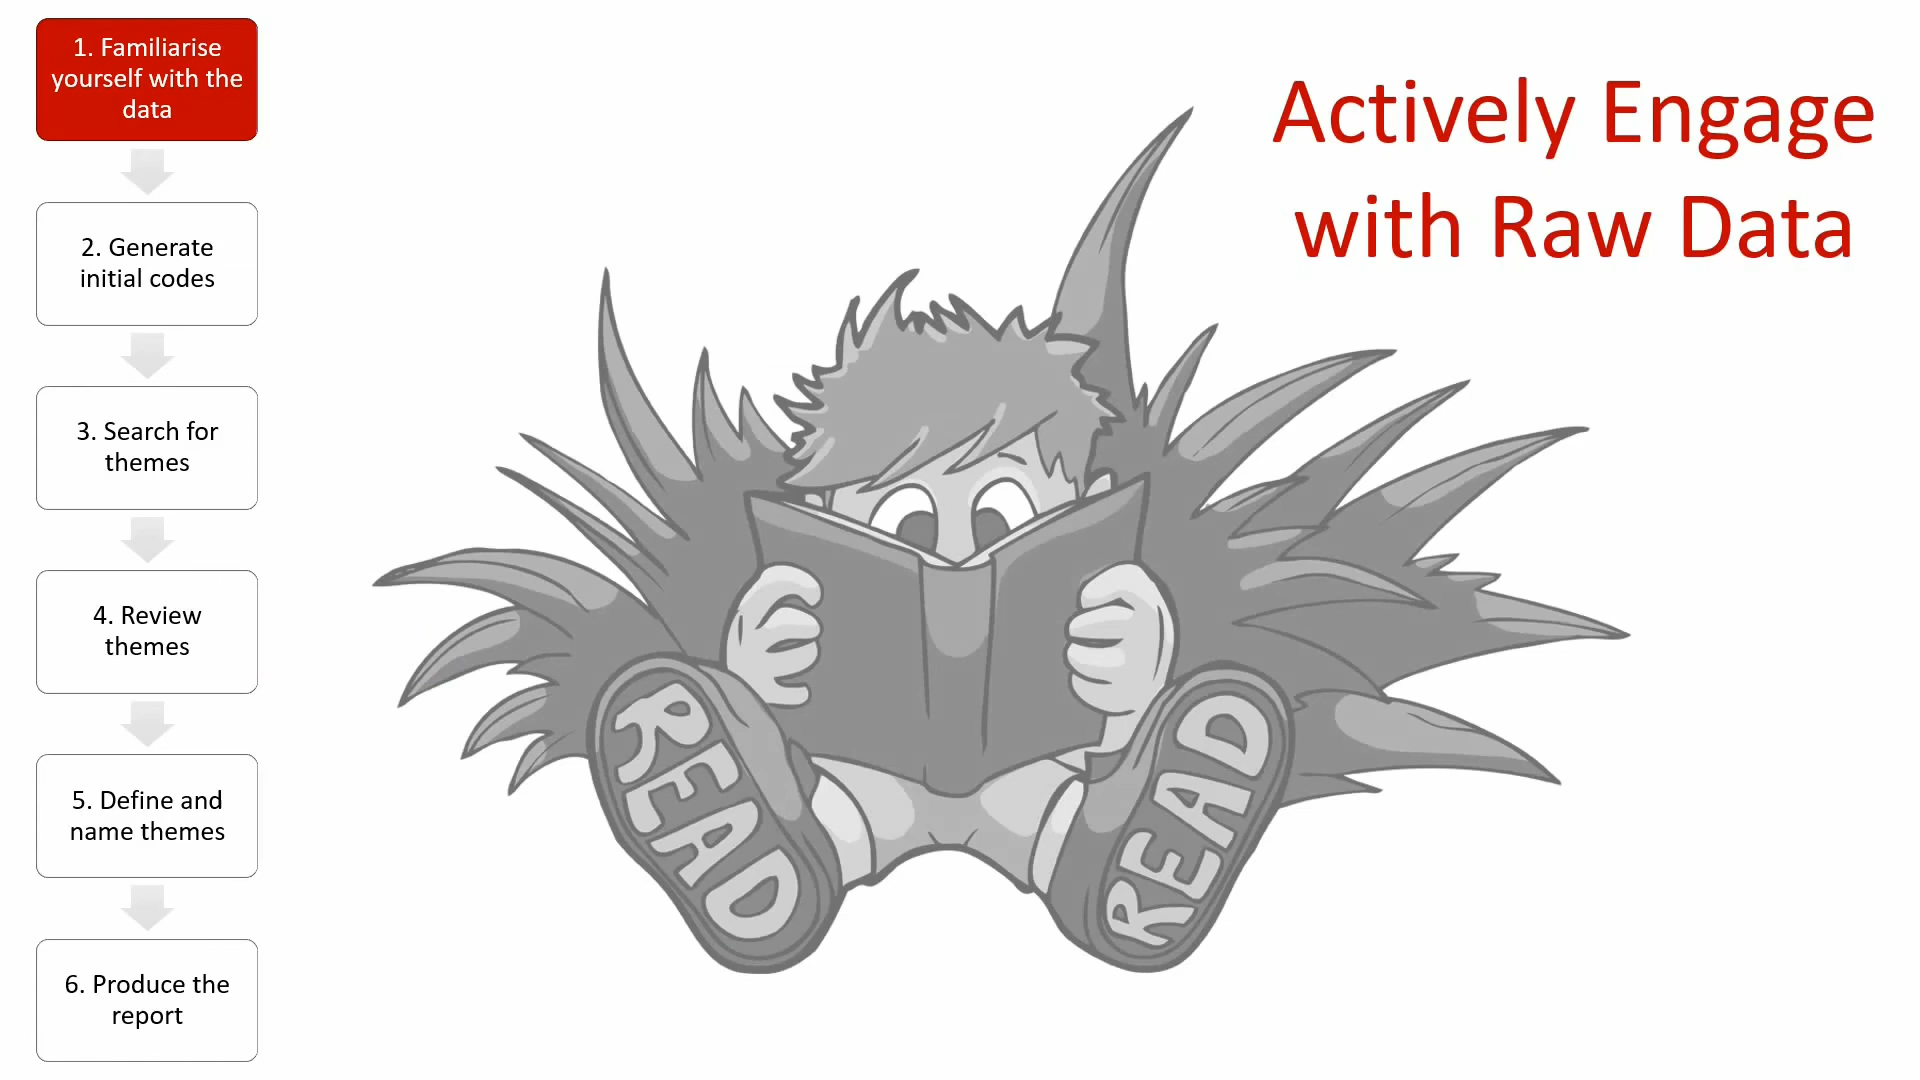 1. Familiarise
yourself with the
data
2. Generate
initial codes
3. Search for
themes
4. Review
themes
5. Define and
name themes
6. Produce the
report
Actively Engage
with Raw Data
READ
READ